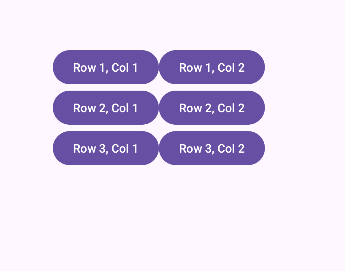 Row 1, Col 1 Row 1, Col 2
Row 2, Col 1 Row 2, Col 2
Row 3, Col 1 Row 3, Col 2